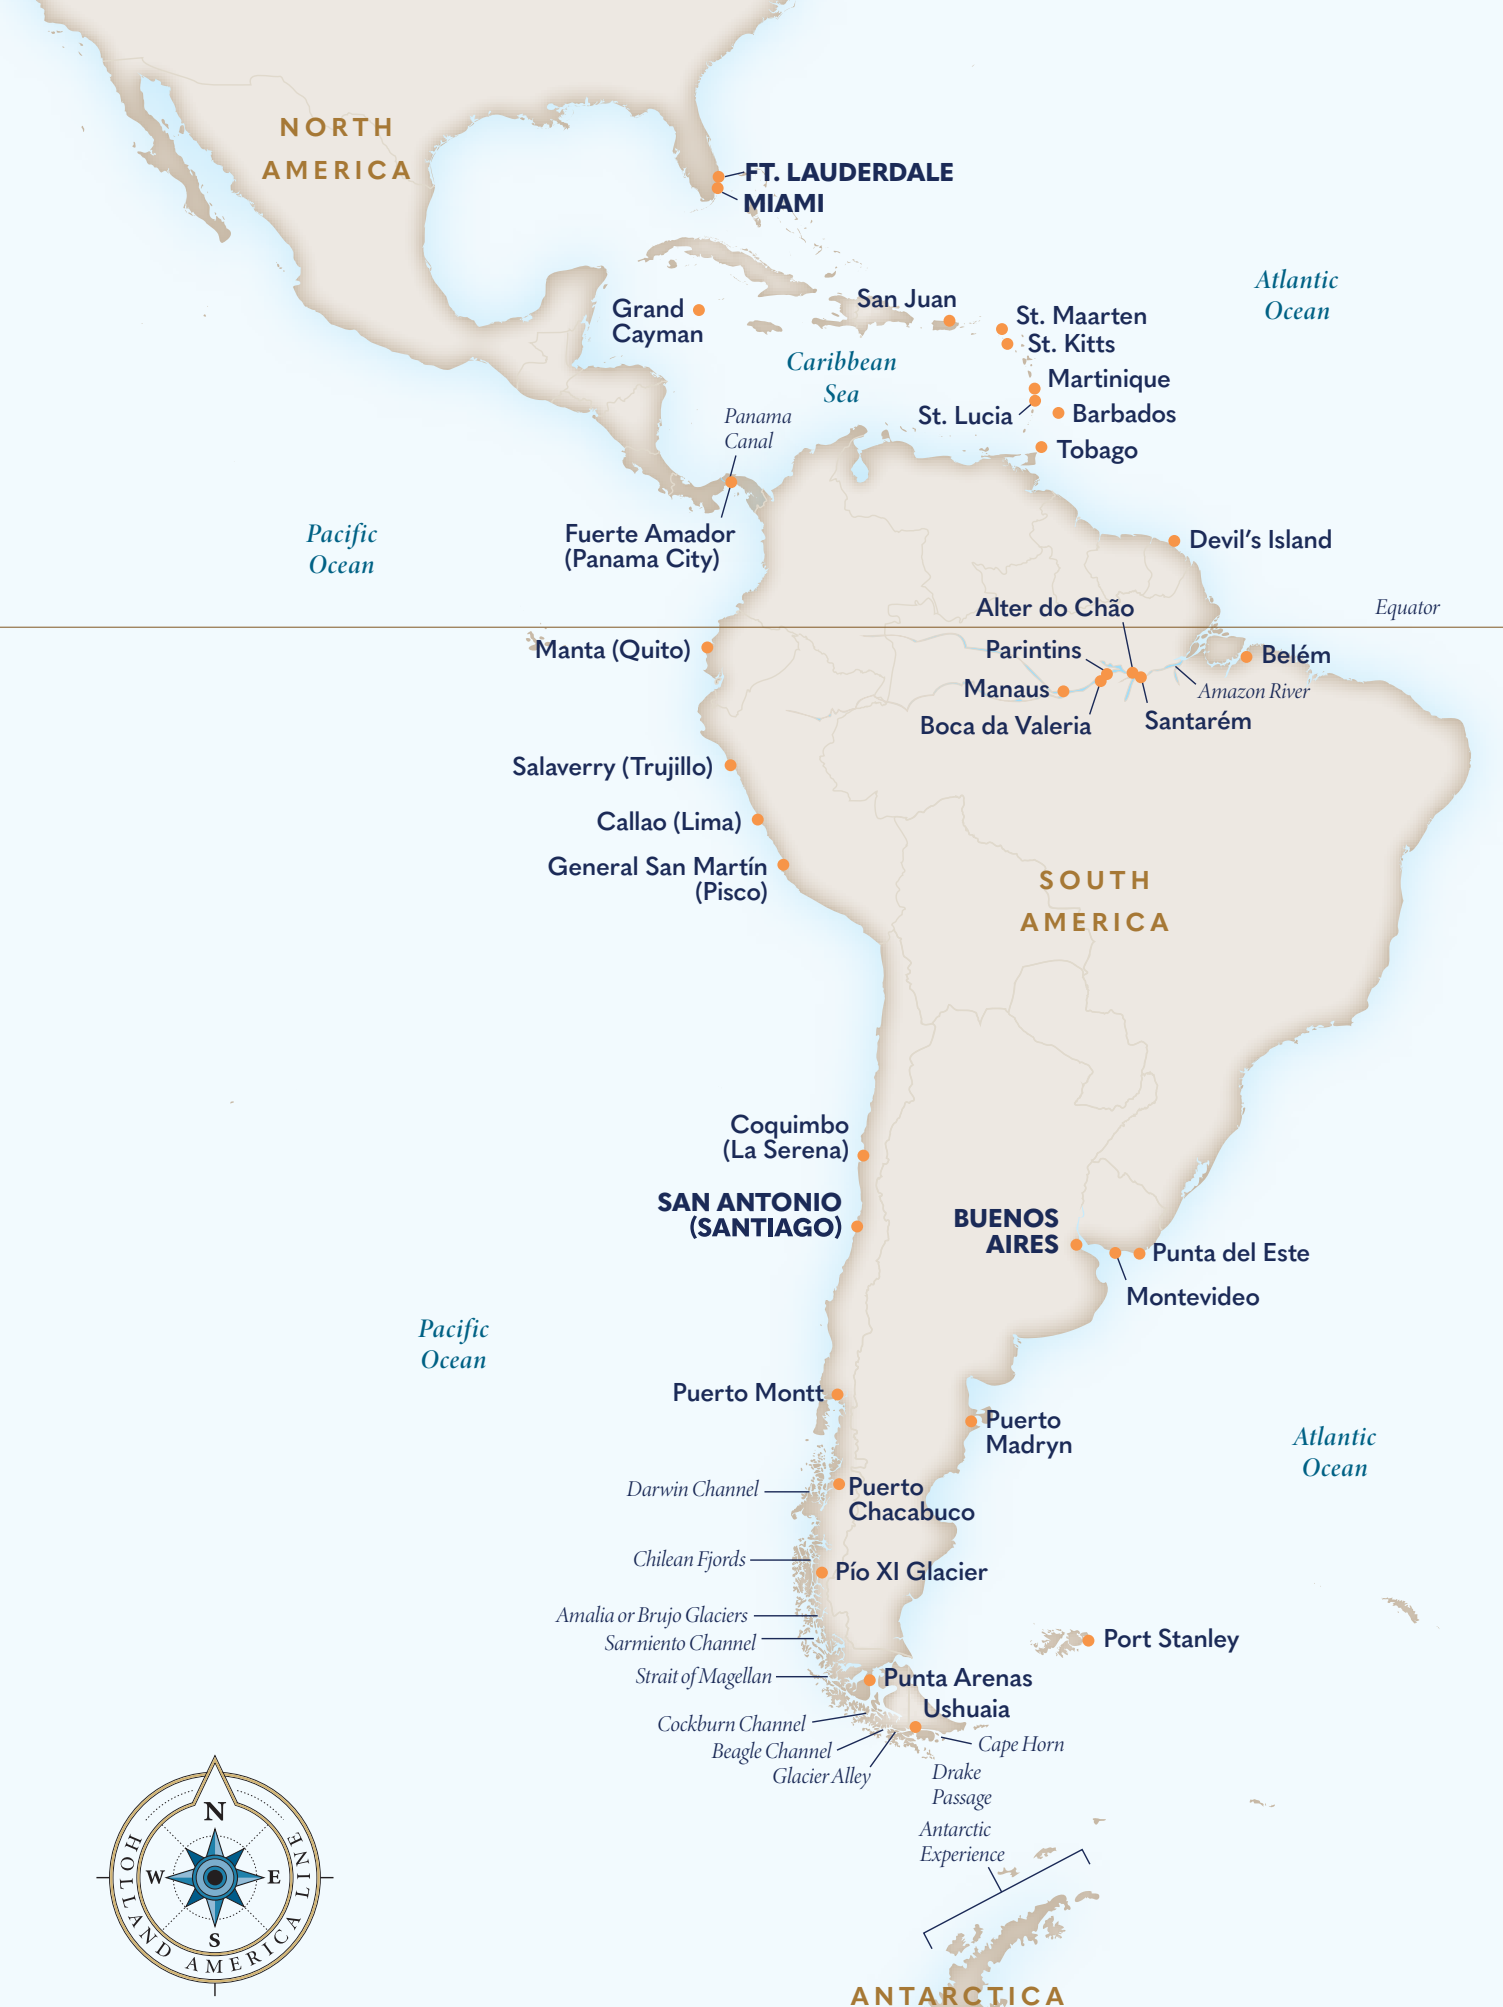 NORTH
AMERICA
FT. LAUDERDALE
MIAMI
Atlantic
Ocean
San Juan
Grand
Cayman
St. Maarten
St. Kitts
Caribbean
Sea
Martinique
St. Lucia
Barbados
Panama
Canal
Tobago
Pacific
Ocean
Fuerte Amador
(Panama City)
Devil's Island
Alter do Chão
Equator
Manta (Quito)
Parintins
Belém
Manaus
Amazon River
Boca da Valeria
Santarém
Salaverry (Trujillo)
Callao (Lima)
General San Martín
(Pisco)
SOUTH
AMERICA
Coquimbo
(La Serena)
SAN ANTONIO
(SANTIAGO)
BUENOS
AIRES
Punta del Este
Montevideo
Pacific
Ocean
Puerto Montt
Puerto
Madryn
Atlantic
Ocean
Darwin Channel
Puerto
Chacabuco
Chilean Fjords
Pío XI Glacier
Amalia or Brujo Glaciers
Sarmiento Channel
Port Stanley
Strait of Magellan
Punta Arenas
Ushuaia
Cockburn Channel
Beagle Channel
Cape Horn
Glacier Alley
Drake
Passage
Antarctic
Experience
N
W
E
S
HOLLAND AMERICA LINE
ANTARCTICA